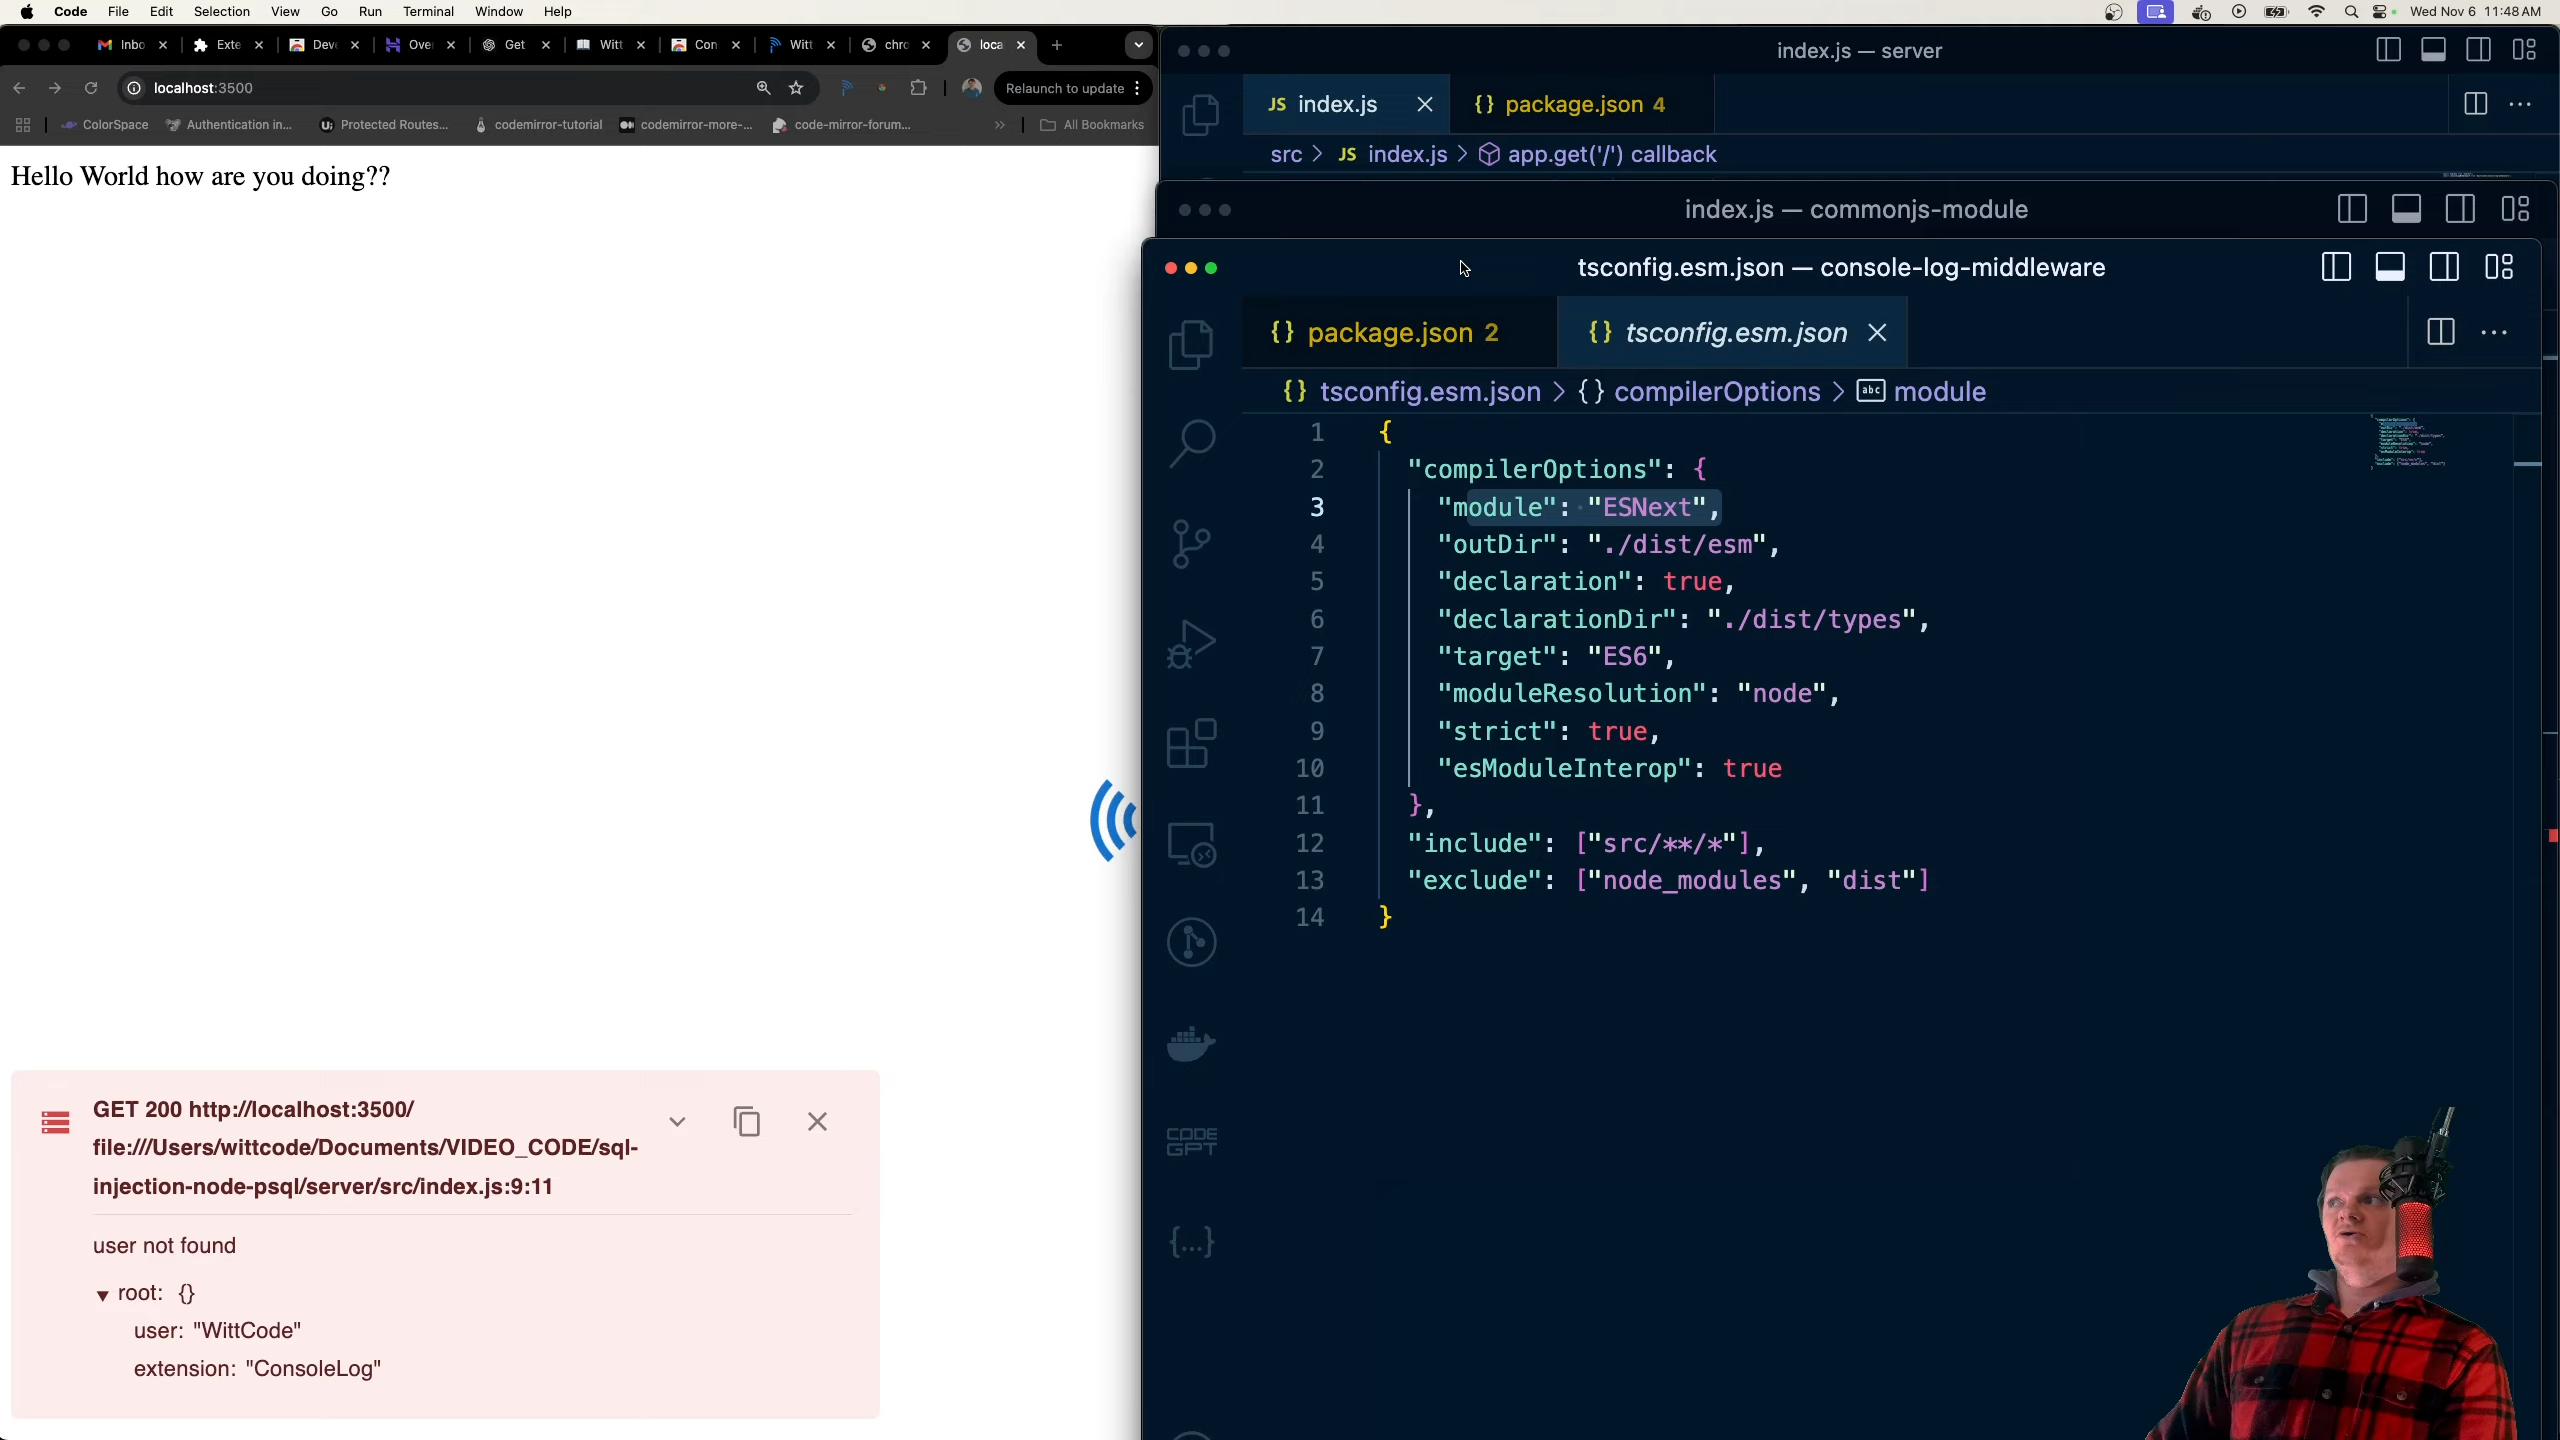 Code File Edit Selection View Go Run Terminal Window Help
Wed Nov 6 11:48 AM
Inbo Exte Deve Over Get Witt Con Witt chro loca
localhost:3500
Relaunch to update
ColorSpace Authentication in... Protected Routes... codemirror-tutorial codemirror-more-... code-mirror-forum... All Bookmarks
Hello World how are you doing??
GET 200 http://localhost:3500/
file:///Users/wittcode/Documents/VIDEO_CODE/sql-
injection-node-psql/server/src/index.js:9:11
user not found
root: {}
user: "WittCode"
extension: "ConsoleLog"
index.js — server
JS index.js {} package.json 4
src > JS index.js > app.get('/') callback
index.js — commonjs-module
tsconfig.esm.json — console-log-middleware
{} package.json 2 {} tsconfig.esm.json
{} tsconfig.esm.json > {} compilerOptions > abc module
1 {
2 "compilerOptions": {
3 "module": "ESNext",
4 "outDir": "./dist/esm",
5 "declaration": true,
6 "declarationDir": "./dist/types",
7 "target": "ES6",
8 "moduleResolution": "node",
9 "strict": true,
10 "esModuleInterop": true
11 },
12 "include": ["src/**/*"],
13 "exclude": ["node_modules", "dist"]
14 }
CODE
GPT
{...}